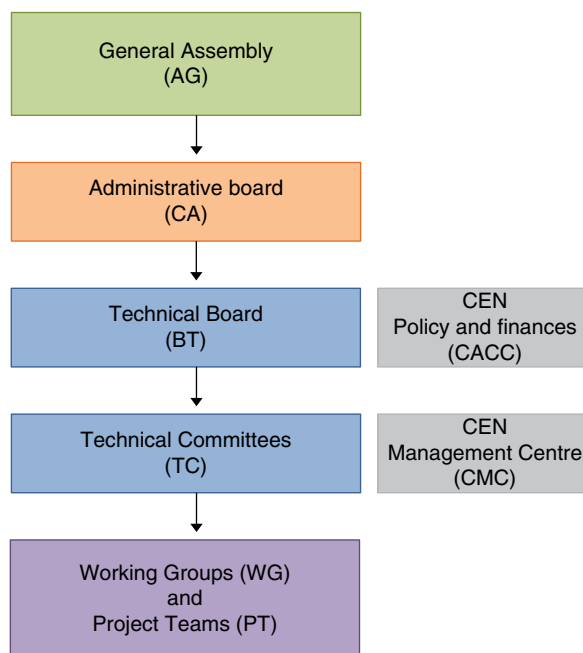 General Assembly
(AG)
Administrative board
(CA)
Technical Board
(BT)
CEN
Policy and finances
(CACC)
Technical Committees
(TC)
CEN
Management Centre
(CMC)
Working Groups (WG)
and
Project Teams (PT)